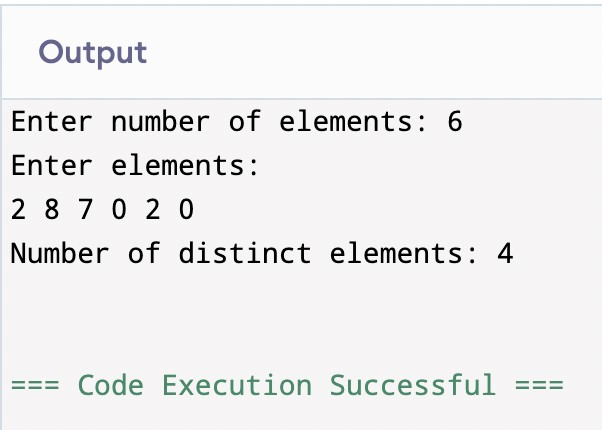 Output
Enter number of elements: 6
Enter elements:
2 8 7 0 2 0
Number of distinct elements: 4
=== Code Execution Successful ===